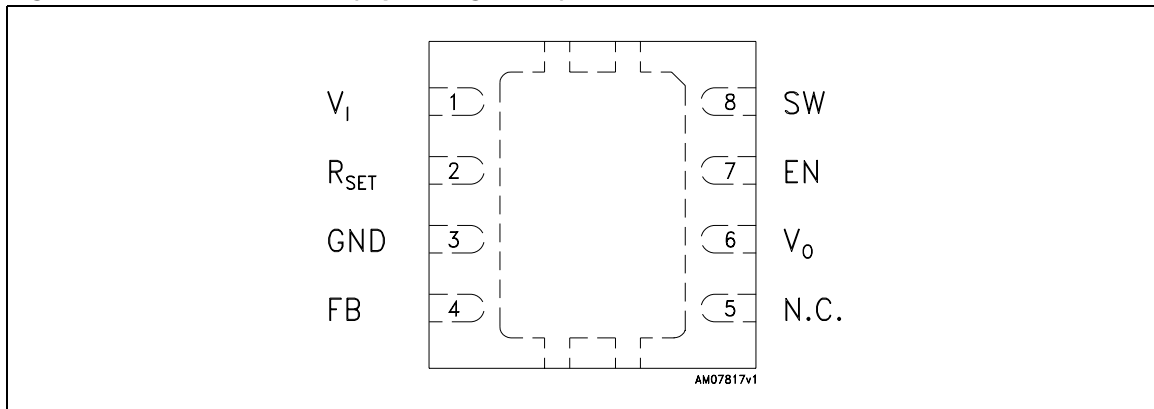 V_I 1 8 SW
R_SET 2 7 EN
GND 3 6 V_O
FB 4 5 N.C.
AM07817v1